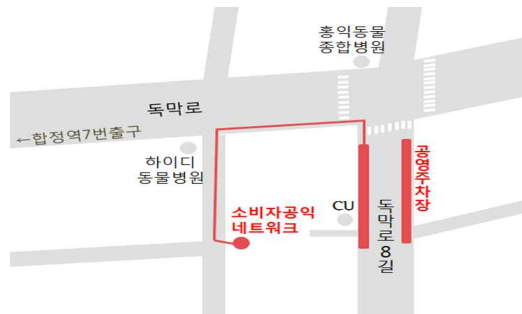 홍익동물
종합병원
독막로
←합정역7번출구
하이디
동물병원
소비자공익
네트워크
CU
독막로8길
공영주차장